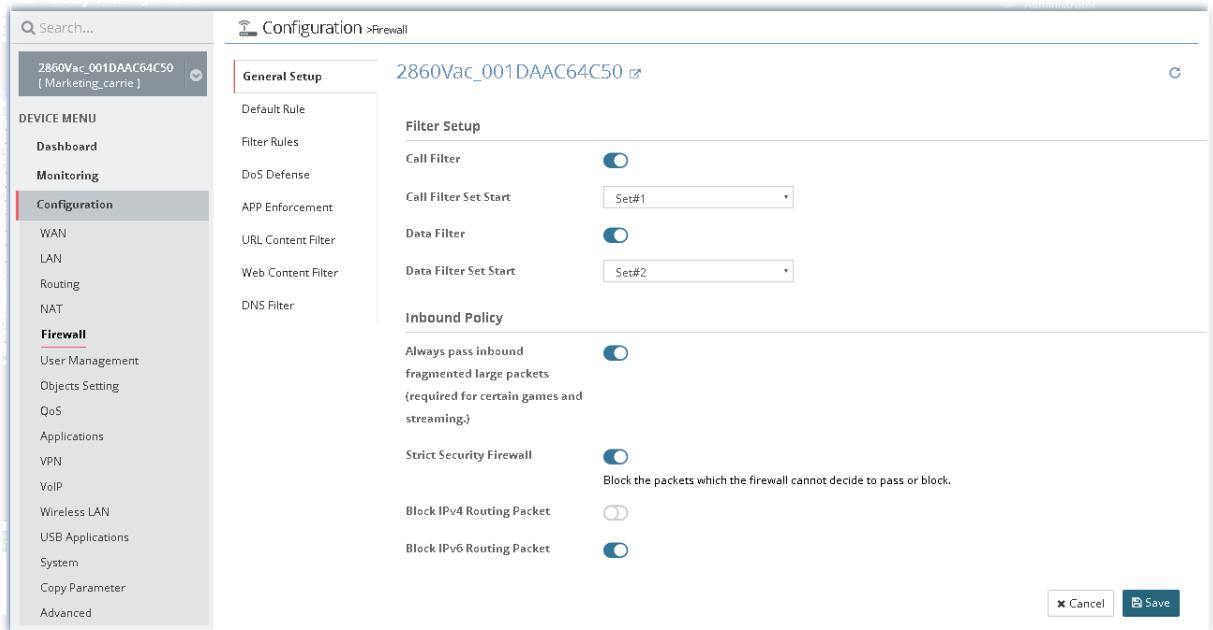 Administrator
Search...
Configuration >Firewall
2860Vac_001DAAC64C50
( Marketing_carrie )
DEVICE MENU
Dashboard
Monitoring
Configuration
WAN
LAN
Routing
NAT
Firewall
User Management
Objects Setting
QoS
Applications
VPN
VoIP
Wireless LAN
USB Applications
System
Copy Parameter
Advanced
General Setup
Default Rule
Filter Rules
DoS Defense
APP Enforcement
URL Content Filter
Web Content Filter
DNS Filter
2860Vac_001DAAC64C50
Filter Setup
Call Filter
Call Filter Set Start
Set#1
Data Filter
Data Filter Set Start
Set#2
Inbound Policy
Always pass inbound
fragmented large packets
(required for certain games and
streaming.)
Strict Security Firewall
Block the packets which the firewall cannot decide to pass or block.
Block IPv4 Routing Packet
Block IPv6 Routing Packet
Cancel
Save